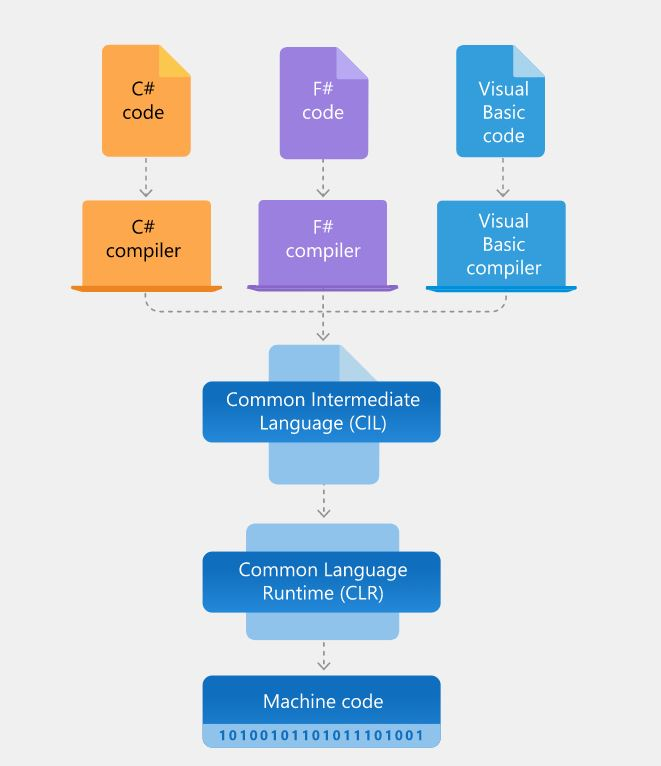 C#
code
F#
code
Visual
Basic
code
C#
compiler
F#
compiler
Visual
Basic
compiler
Common Intermediate
Language (CIL)
Common Language
Runtime (CLR)
Machine code
10100101101011101001